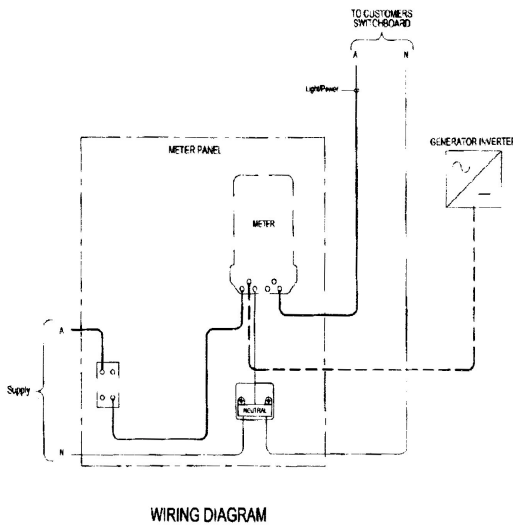 TO CUSTOMERS
SWITCHBOARD
A N
Light/Power
GENERATOR INVERTER
METER PANEL
METER
A
Supply
NEUTRAL
N
WIRING DIAGRAM